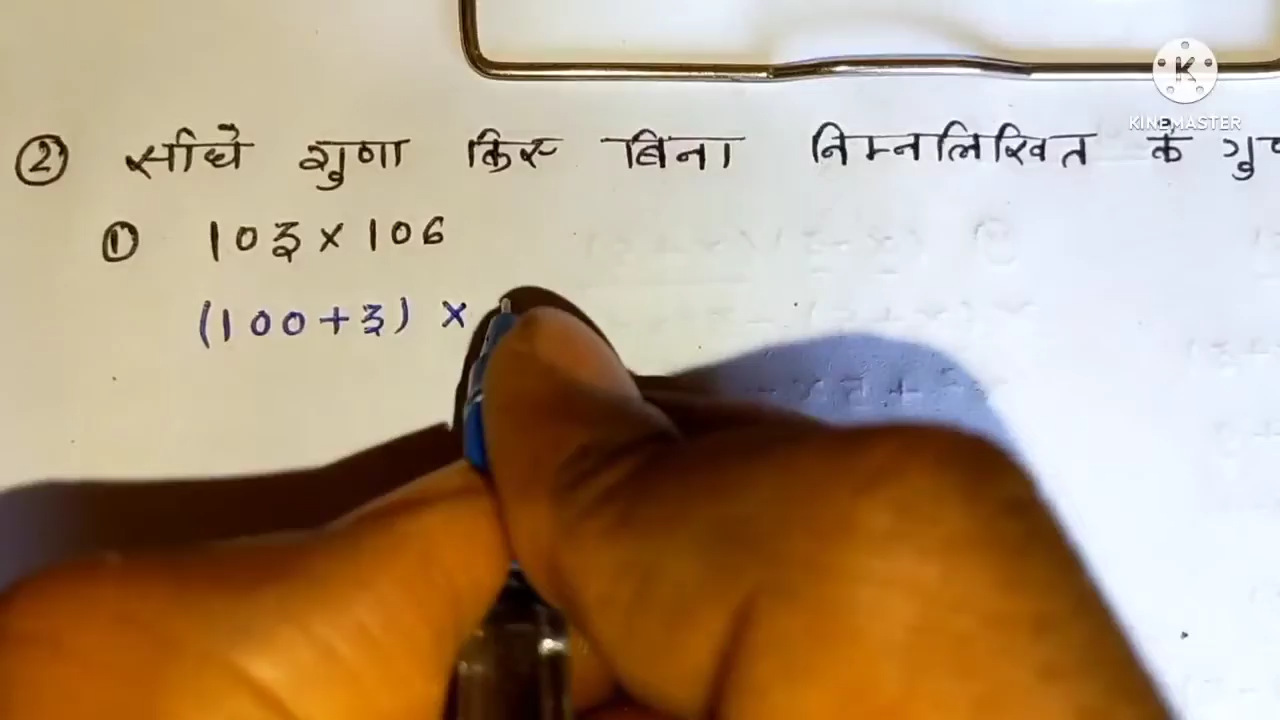 ② सीधे गुणा किए बिना निम्नलिखित के
① 103 × 106
(100 + 3) ×
K
KINEMASTER